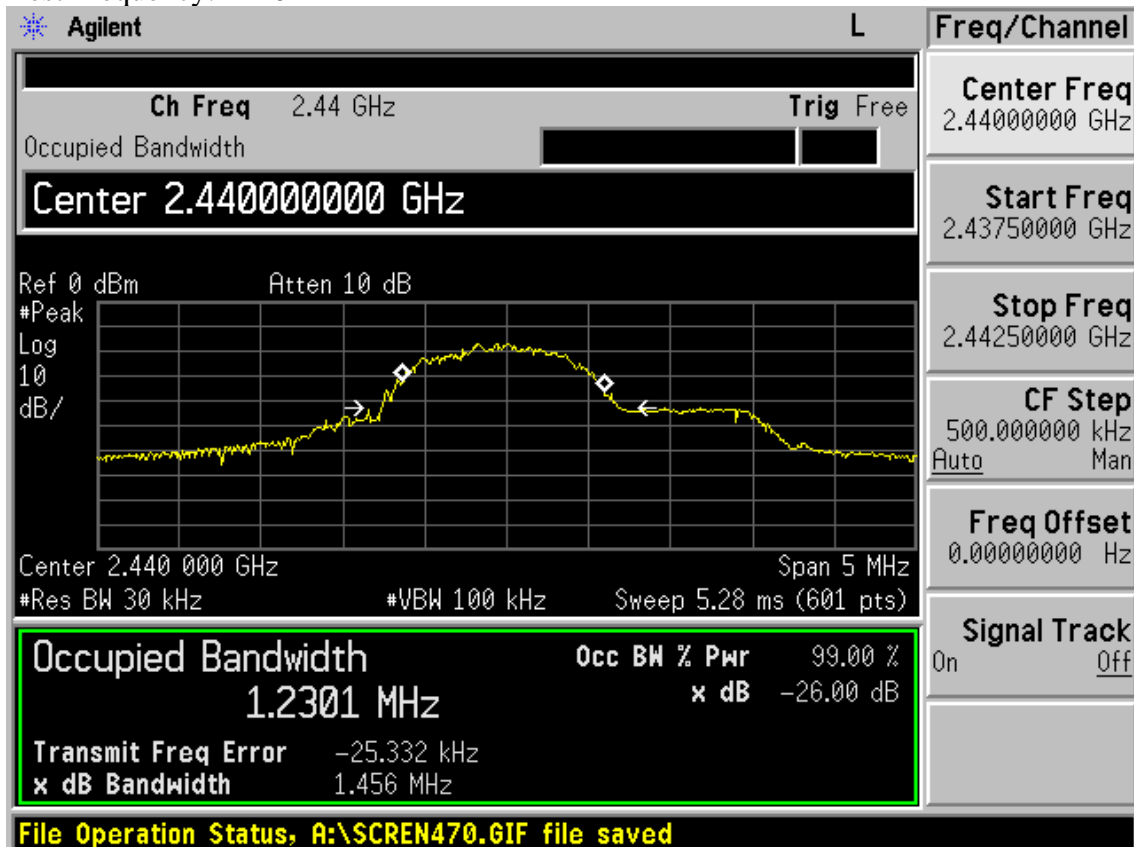 Agilent L Freq/Channel
Ch Freq 2.44 GHz Trig Free
Occupied Bandwidth
Center 2.440000000 GHz
Ref 0 dBm Atten 10 dB
#Peak
Log
10
dB/
Center 2.440 000 GHz Span 5 MHz
#Res BW 30 kHz #VBW 100 kHz Sweep 5.28 ms (601 pts)
Occupied Bandwidth Occ BW % Pwr 99.00 %
1.2301 MHz x dB -26.00 dB
Transmit Freq Error -25.332 kHz
x dB Bandwidth 1.456 MHz
Center Freq
2.44000000 GHz
Start Freq
2.43750000 GHz
Stop Freq
2.44250000 GHz
CF Step
500.000000 kHz
Auto Man
Freq Offset
0.00000000 Hz
Signal Track
On Off
File Operation Status, A:\SCREN470.GIF file saved